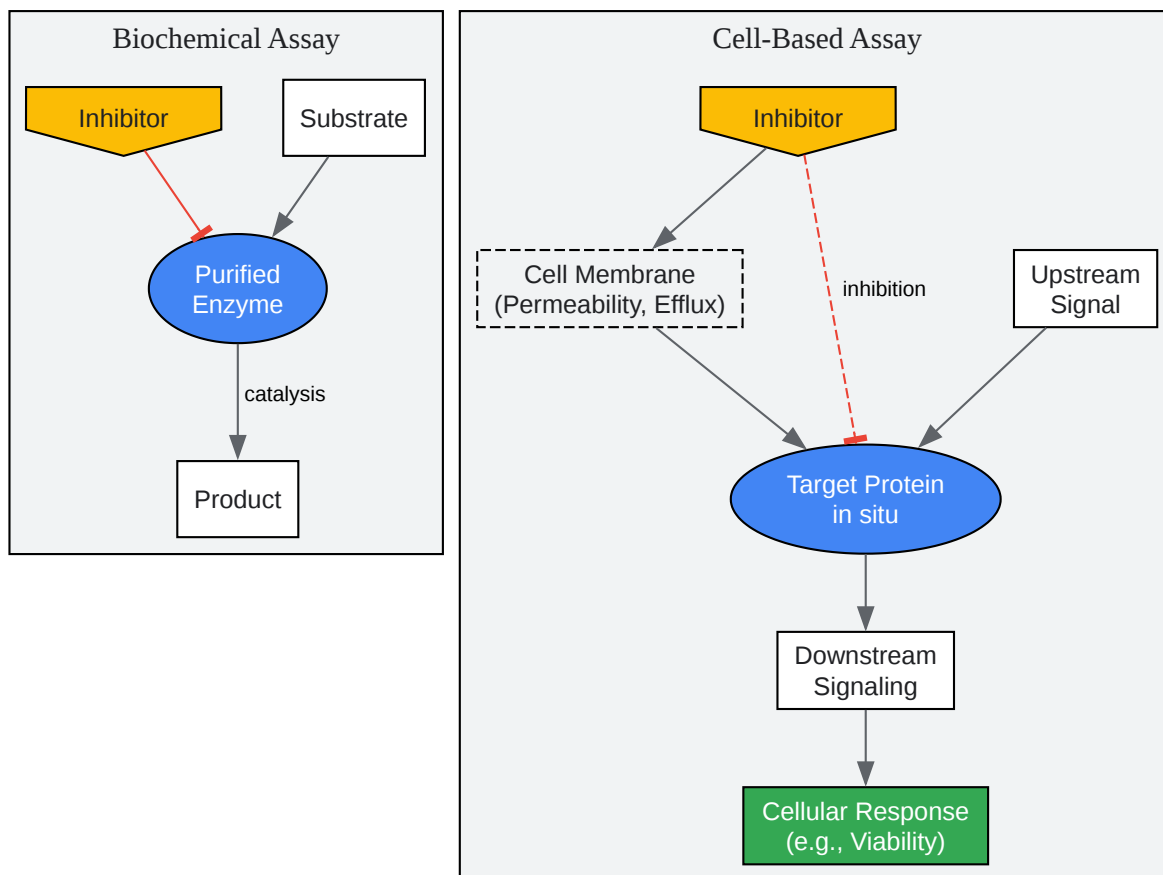 Biochemical Assay
Inhibitor
Substrate
Purified
Enzyme
catalysis
Product
Cell-Based Assay
Inhibitor
Cell Membrane
(Permeability, Efflux)
inhibition
Upstream
Signal
Target Protein
in situ
Downstream
Signaling
Cellular Response
(e.g., Viability)